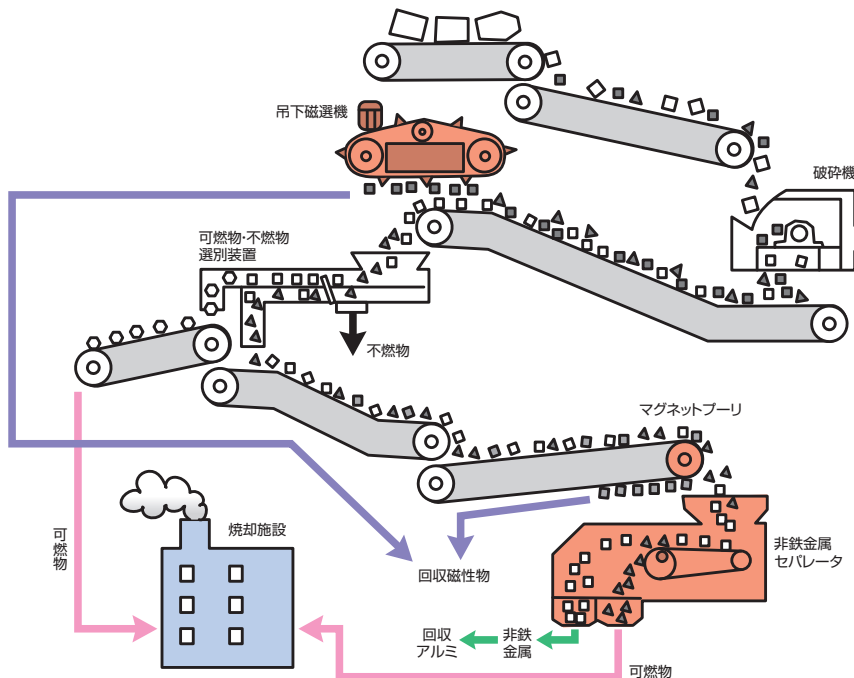 吊下磁選機
破砕機
可燃物・不燃物
選別装置
不燃物
マグネットプーリ
可燃物
焼却施設
回収磁性物
非鉄金属
セパレータ
回収
アルミ
非鉄
金属
可燃物